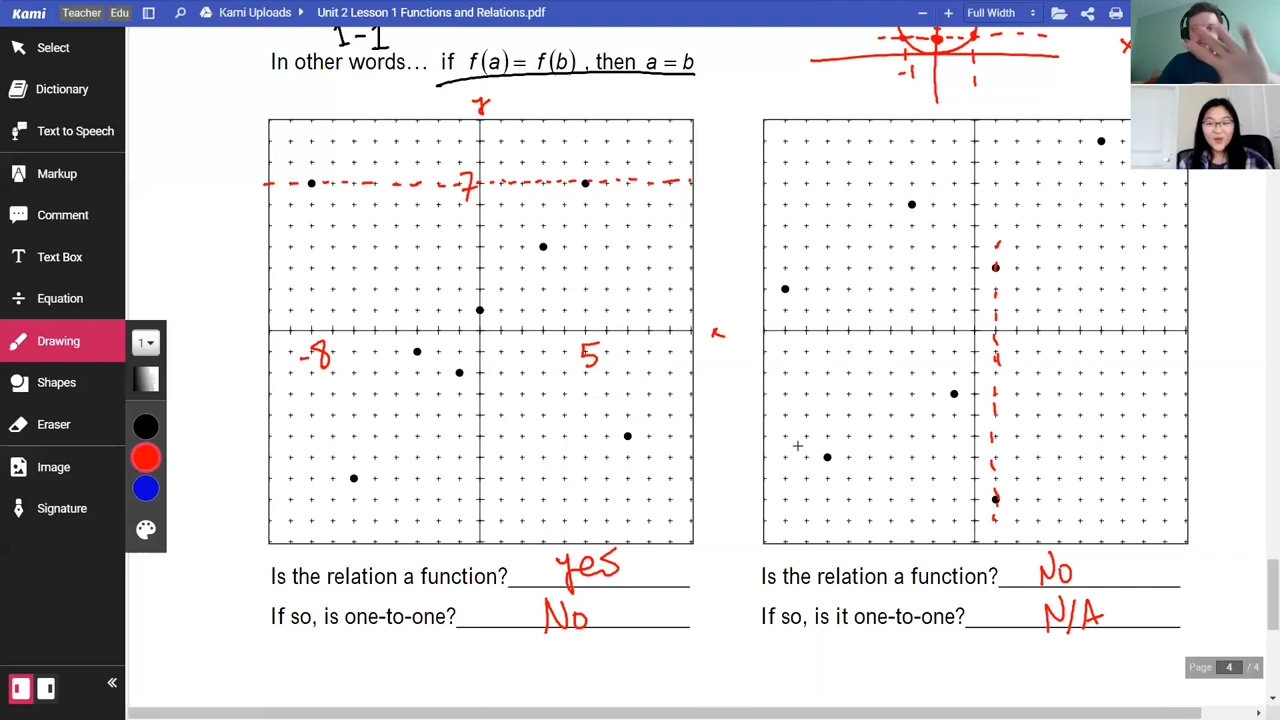 Kami
Teacher
Edu
Kami Uploads > Unit 2 Lesson 1 Functions and Relations.pdf
Full Width
Select
Dictionary
Text to Speech
Markup
Comment
Text Box
Equation
Drawing
Shapes
Eraser
Image
Signature
1
1-1
In other words… if f(a) = f(b) , then a = b
-1
1
x
y
7
-8
5
x
Is the relation a function? yes
If so, is one-to-one? No
Is the relation a function? No
If so, is it one-to-one? N/A
Page 4 / 4